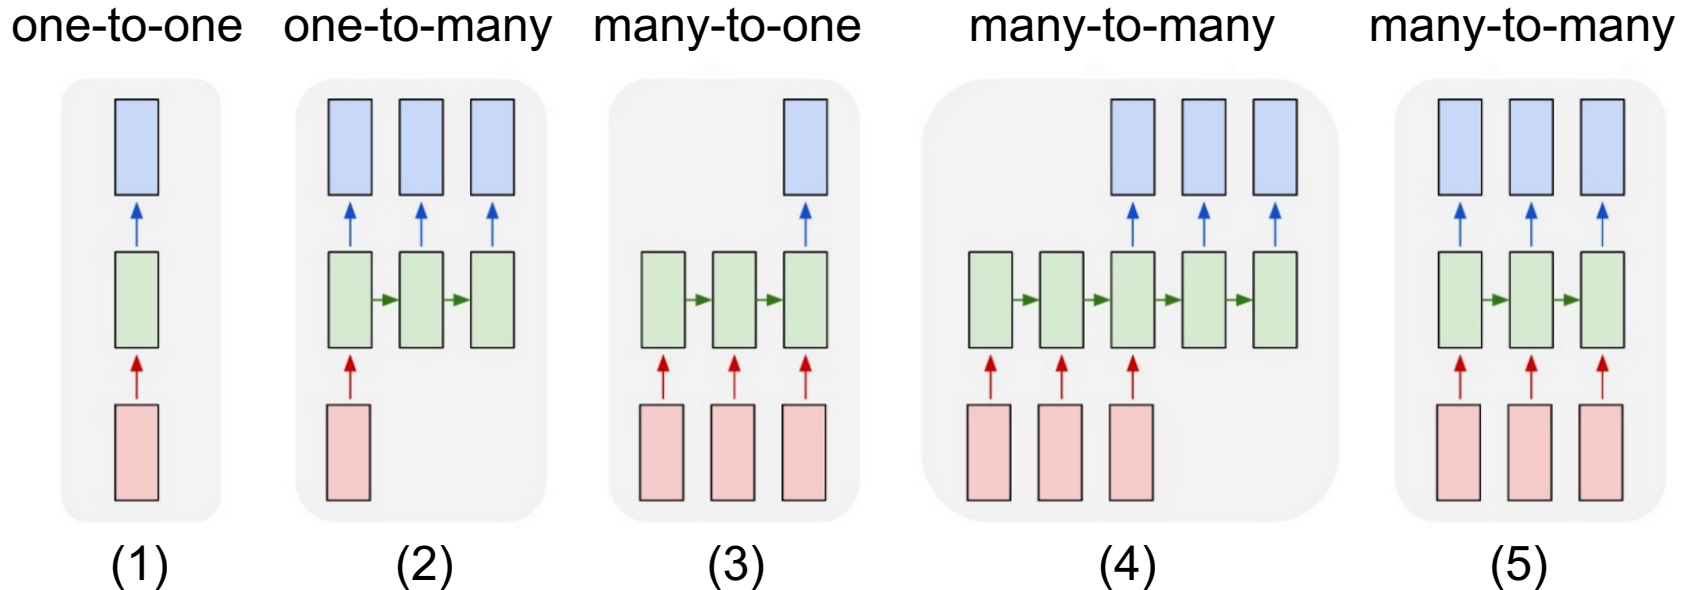 one-to-one one-to-many many-to-one many-to-many many-to-many
(1) (2) (3) (4) (5)